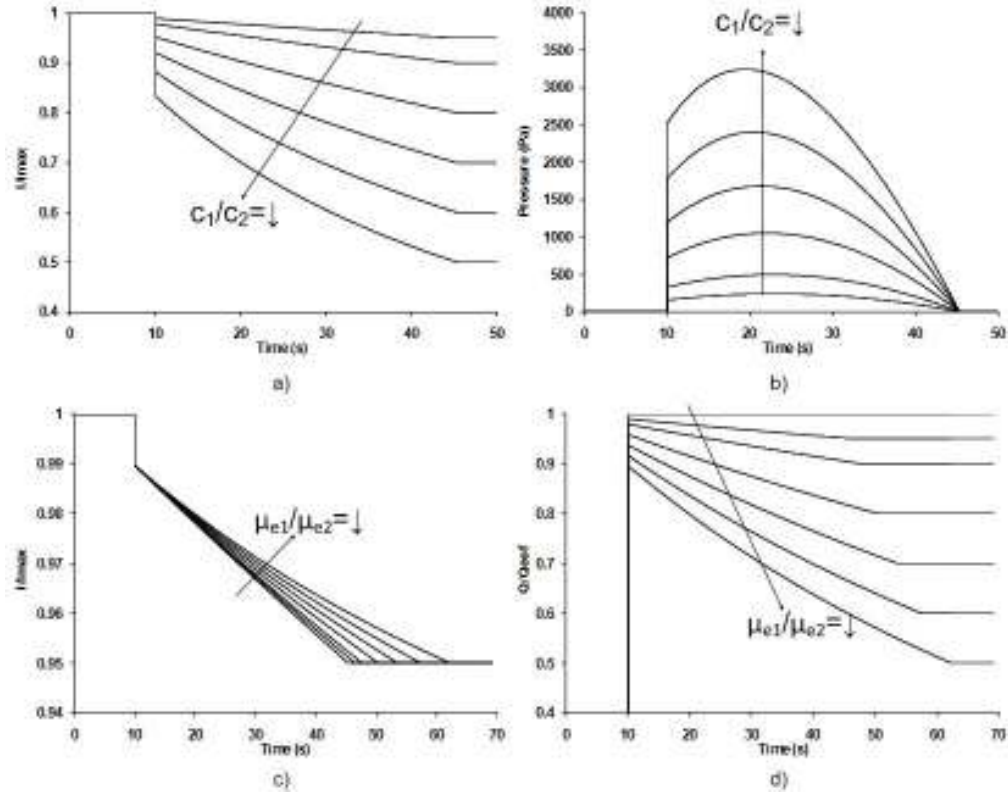 1
0.9
0.8
0.7
0.6
0.5
0.4
I/Imax
c₁/c₂=↓
0 10 20 30 40 50
Time (s)
a)
4000
3500
3000
2500
2000
1500
1000
500
0
Pressure (Pa)
c₁/c₂=↓
0 10 20 30 40 50
Time (s)
b)
1
0.99
0.98
0.97
0.96
0.95
0.94
I/Imax
μₑ₁/μₑ₂=↓
0 10 20 30 40 50 60 70
Time (s)
c)
1
0.9
0.8
0.7
0.6
0.5
0.4
μₑ₁/μₑ₂=↓
0 10 20 30 40 50 60 70
Time (s)
d)